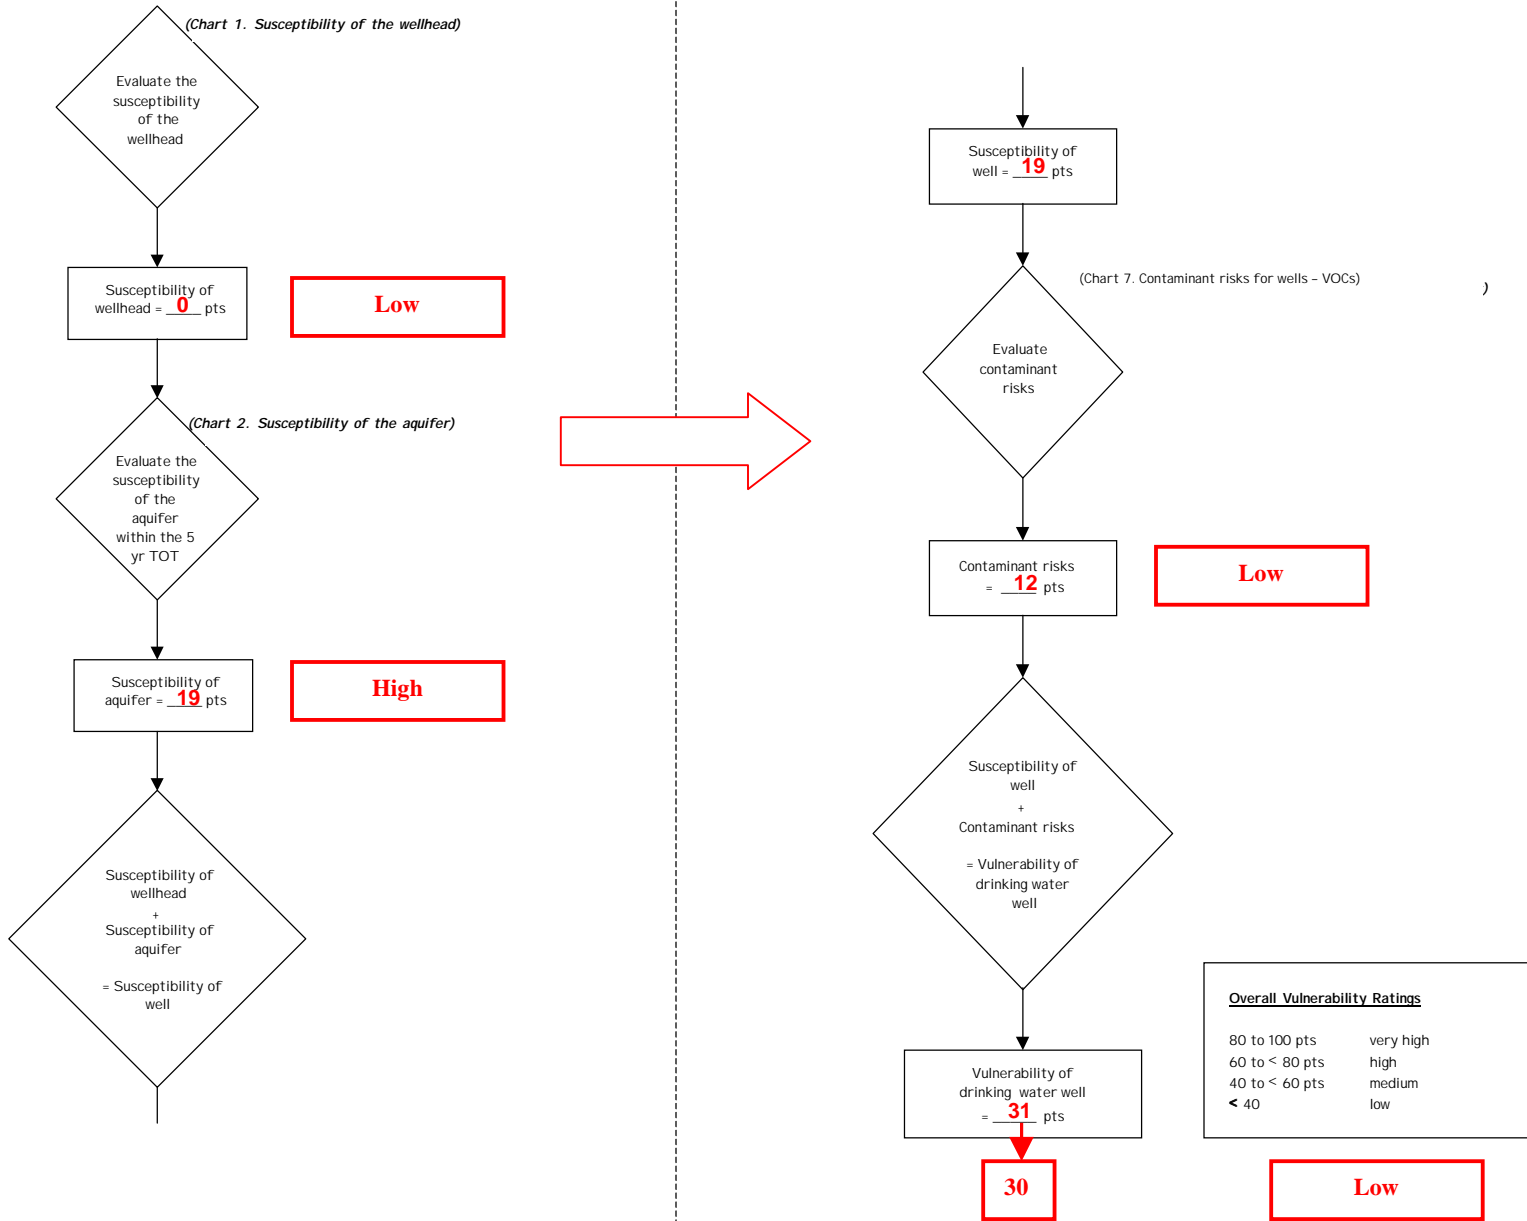 (Chart 1. Susceptibility of the wellhead)
Evaluate the
susceptibility
of the
wellhead
Susceptibility of
wellhead = 0 pts
Low
(Chart 2. Susceptibility of the aquifer)
Evaluate the
susceptibility
of the
aquifer
within the 5
yr TOT
Susceptibility of
aquifer = 19 pts
High
Susceptibility of
wellhead
+
Susceptibility of
aquifer
= Susceptibility of
well
Susceptibility of
well = 19 pts
(Chart 7. Contaminant risks for wells – VOCs)
)
Evaluate
contaminant
risks
Contaminant risks
= 12 pts
Low
Susceptibility of
well
+
Contaminant risks
= Vulnerability of
drinking water
well
Vulnerability of
drinking water well
= 31 pts
30
Overall Vulnerability Ratings
80 to 100 pts very high
60 to < 80 pts high
40 to < 60 pts medium
< 40 low
Low